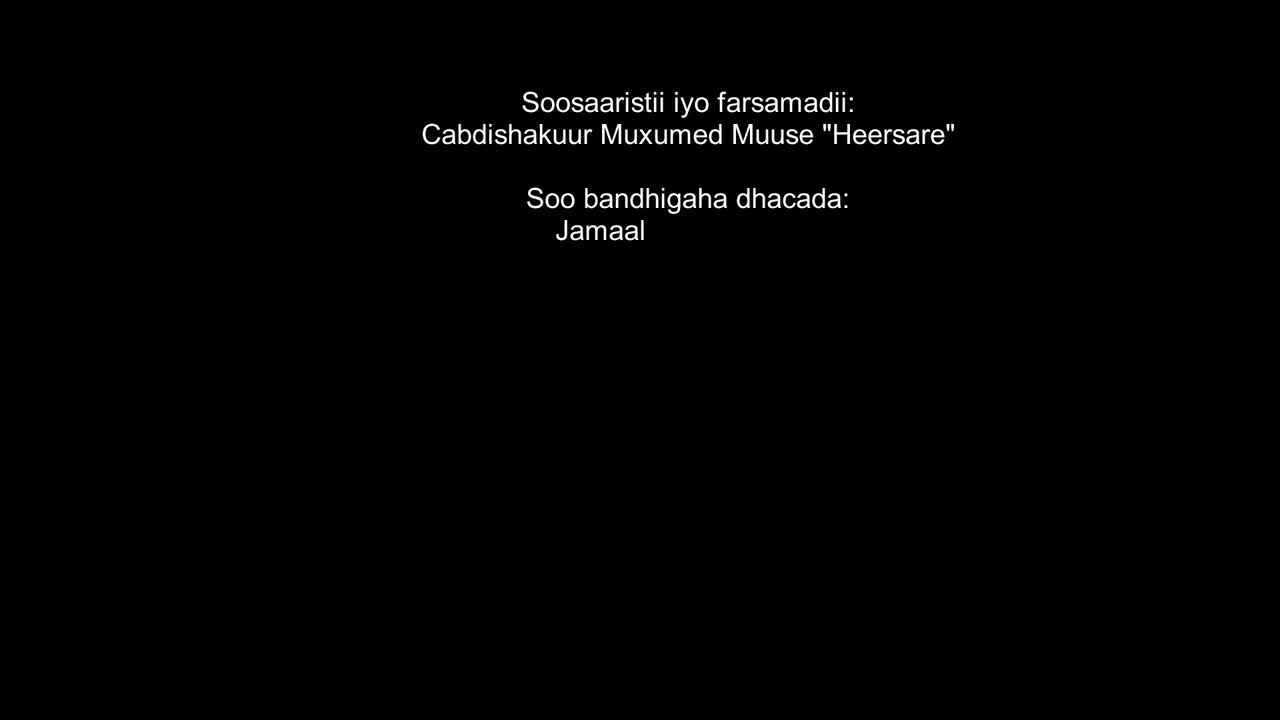 Soosaaristii iyo farsamadii:
Cabdishakuur Muxumed Muuse "Heersare"
Soo bandhigaha dhacada:
Jamaal